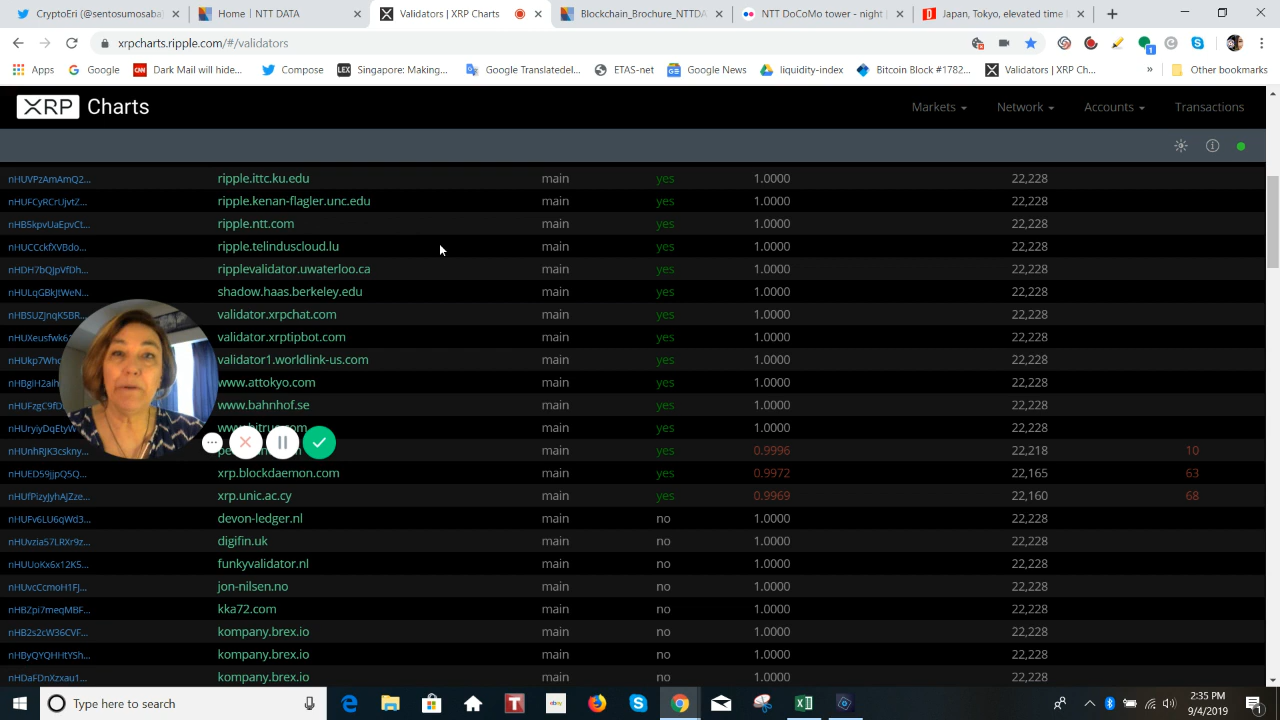 CeptOri (@sentosumosaba
NTT Data
Validators | XRP Charts
Blockchain_Brochure_NTTDA
NTT DoCoMo tower - night
Japan, Tokyo, elevated time l
xrpcharts.ripple.com/#/validators
Apps
Google
Dark Mail will hide...
Compose
Singapore: Making...
Google Translatedel...
ETAS-net
Google News
liquidity-index
Bitcoin Block #1782...
Validator | XRP Ch...
»
Other bookmarks
XRP Charts
Markets
Network
Accounts
Transactions
nHUVPzAmAmQ2... ripple.ittc.ku.edu main yes 1.0000 22,228
nHUFCyRCrUjvtZ... ripple.kenan-flagler.unc.edu main yes 1.0000 22,228
nHB5kpvUaEpvCt... ripple.ntt.com main yes 1.0000 22,228
nHUCCckfXVBdo... ripple.telinduscloud.lu main yes 1.0000 22,228
nHDH7bQJpVfDh... ripplevalidator.uwaterloo.ca main yes 1.0000 22,228
nHULqGBkJtWeN... shadow.haas.berkeley.edu main yes 1.0000 22,228
nHBSUZJnqK5BR... validator.xrpchat.com main yes 1.0000 22,228
validator.xrptipbot.com main yes 1.0000 22,228
validator1.worldlink-us.com main yes 1.0000 22,228
www.attokyo.com main yes 1.0000 22,228
www.bahnhof.se main yes 1.0000 22,228
main yes 1.0000 22,228
nHUnhRJK3cskny... main yes 0.9996 22,218 10
nHUED59jjpQ5Q... xrp.blockdaemon.com main yes 0.9972 22,165 63
nHUfPizyJyhAJZze... xrp.unic.ac.cy main yes 0.9969 22,160 68
nHUFv6LU6qWd3... devon-ledger.nl main no 1.0000 22,228
nHUvzia57LRXr9z... digifin.uk main no 1.0000 22,228
nHUUoKx6x12K5... funkyvalidator.nl main no 1.0000 22,228
nHUvcCcmoH1FJ... jon-nilsen.no main no 1.0000 22,228
nHBZpi7meqMBF... kka72.com main no 1.0000 22,228
nHB2s2cW36CVF... kompany.brex.io main no 1.0000 22,228
nHByQYQHHtYSh... kompany.brex.io main no 1.0000 22,228
nHDaFDnXzxau1... kompany.brex.io main no 1.0000 22,228
Type here to search
2:35 PM
9/4/2019